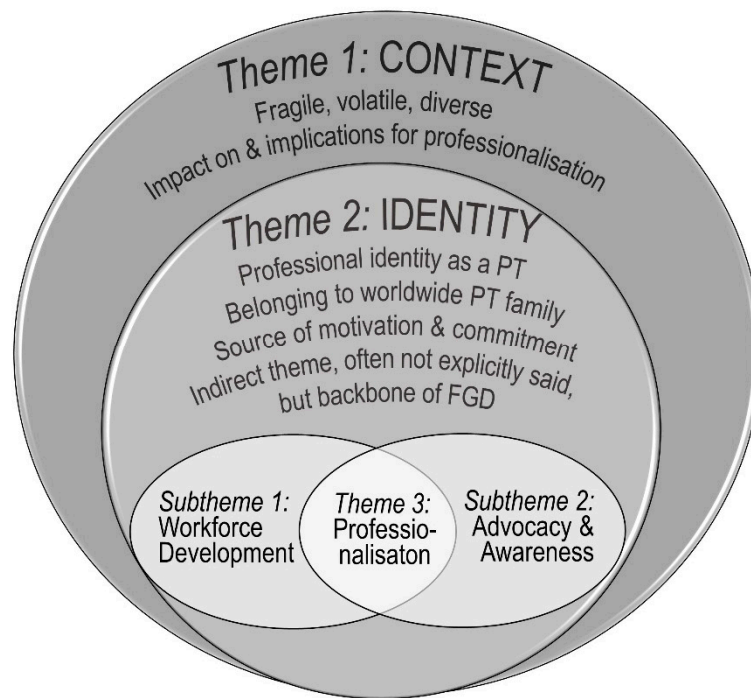 Theme 1: CONTEXT
Fragile, volatile, diverse
Impact on & implications for professionalisation
Theme 2: IDENTITY
Professional identity as a PT
Belonging to worldwide PT family
Source of motivation & commitment
Indirect theme, often not explicitly said,
but backbone of FGD
Subtheme 1:
Workforce
Development
Theme 3:
Professio-
nalisaton
Subtheme 2:
Advocacy &
Awareness